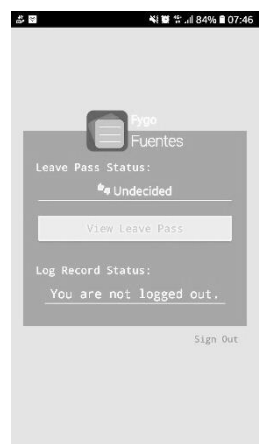 84% 07:46
Fygo
Fuentes
Leave Pass Status:
Undecided
View Leave Pass
Log Record Status:
You are not logged out.
Sign Out